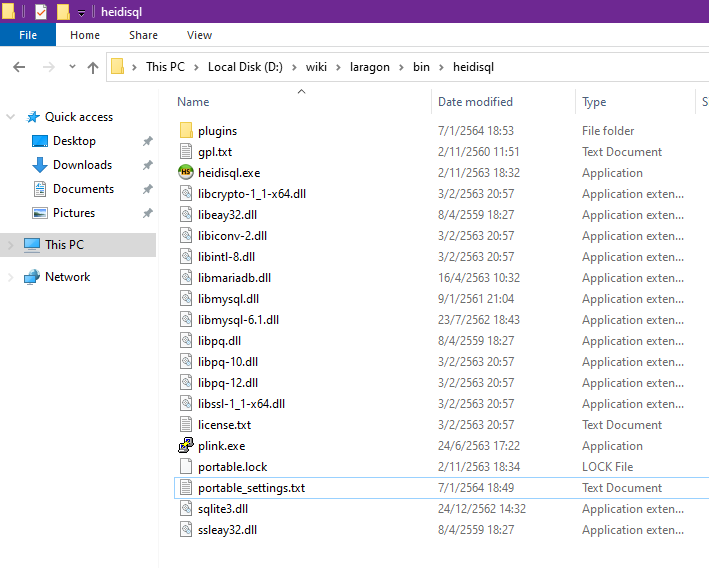 heidisql
File Home Share View
This PC Local Disk (D:) wiki laragon bin heidisql
Name Date modified Type S
Quick access
Desktop
Downloads
Documents
Pictures
This PC
Network
plugins 7/1/2564 18:53 File folder
gpl.txt 2/11/2560 11:51 Text Document
heidisql.exe 2/11/2563 18:32 Application
libcrypto-1_1-x64.dll 3/2/2563 20:57 Application exten...
libeay32.dll 8/4/2559 18:27 Application exten...
libiconv-2.dll 3/2/2563 20:57 Application exten...
libintl-8.dll 3/2/2563 20:57 Application exten...
libmariadb.dll 16/4/2563 10:32 Application exten...
libmysql.dll 9/1/2561 21:04 Application exten...
libmysql-6.1.dll 23/7/2562 18:43 Application exten...
libpq.dll 8/4/2559 18:27 Application exten...
libpq-10.dll 3/2/2563 20:57 Application exten...
libpq-12.dll 3/2/2563 20:57 Application exten...
libssl-1_1-x64.dll 3/2/2563 20:57 Application exten...
license.txt 3/2/2563 20:57 Text Document
plink.exe 24/6/2563 17:22 Application
portable.lock 2/11/2563 18:34 LOCK File
portable_settings.txt 7/1/2564 18:49 Text Document
sqlite3.dll 24/12/2562 14:32 Application exten...
ssleay32.dll 8/4/2559 18:27 Application exten...